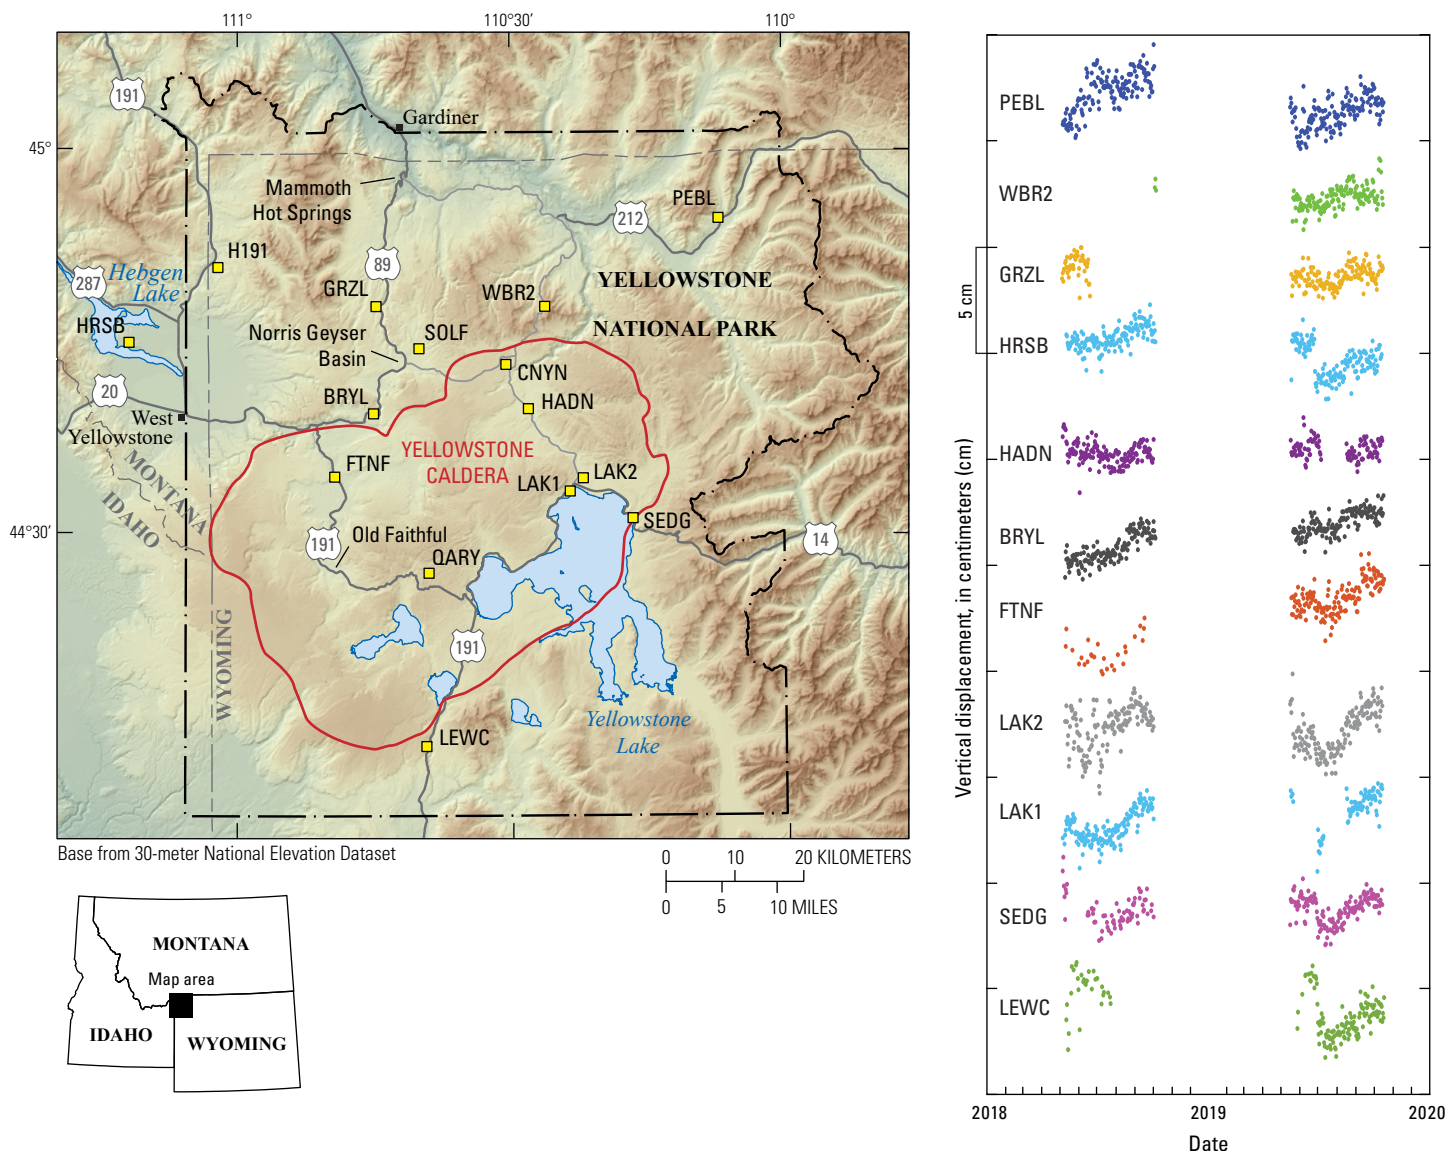 111°
110°30'
110°
191
Gardiner
45°
Mammoth
Hot Springs
PEBL
212
H191
89
Hebgen
Lake
287
YELLOWSTONE
NATIONAL PARK
GRZL
WBR2
HRSB
Norris Geyser
Basin
SOLF
CNYN
20
BRYL
HADN
West
Yellowstone
YELLOWSTONE
CALDERA
FTNF
LAK2
LAK1
MONTANA
IDAHO
SEDG
44°30'
191
Old Faithful
14
QARY
WYOMING
191
Yellowstone
Lake
LEWC
Base from 30-meter National Elevation Dataset
0 10 20 KILOMETERS
0 5 10 MILES
MONTANA
Map area
IDAHO
WYOMING
Vertical displacement, in centimeters (cm)
5 cm
PEBL
WBR2
GRZL
HRSB
HADN
BRYL
FTNF
LAK2
LAK1
SEDG
LEWC
2018 2019 2020
Date